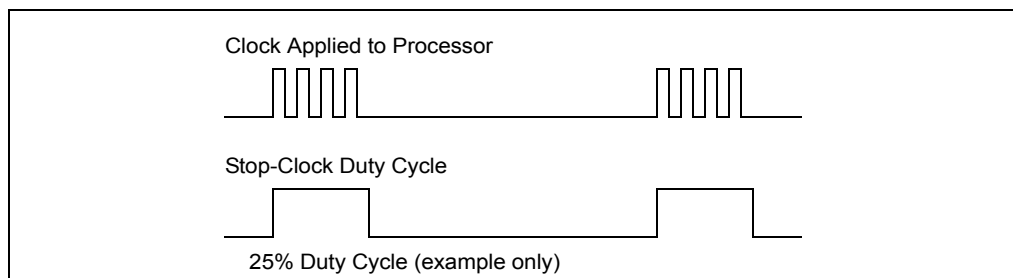 Clock Applied to Processor
Stop-Clock Duty Cycle
25% Duty Cycle (example only)